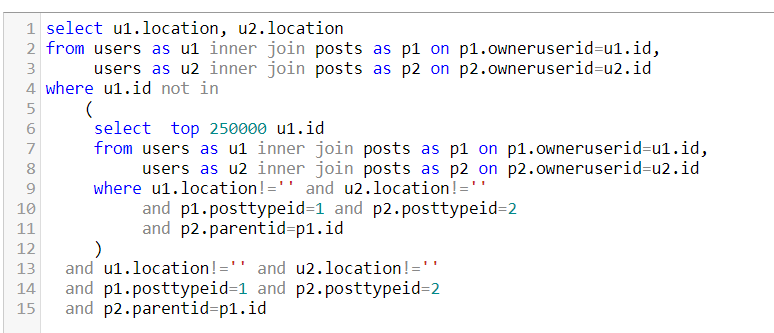 1 select u1.location, u2.location
2 from users as u1 inner join posts as p1 on p1.owneruserid=u1.id,
3 users as u2 inner join posts as p2 on p2.owneruserid=u2.id
4 where u1.id not in
5 (
6 select  top 250000 u1.id
7 from users as u1 inner join posts as p1 on p1.owneruserid=u1.id,
8 users as u2 inner join posts as p2 on p2.owneruserid=u2.id
9 where u1.location!='' and u2.location!=''
10 and p1.posttypeid=1 and p2.posttypeid=2
11 and p2.parentid=p1.id
12 )
13 and u1.location!='' and u2.location!=''
14 and p1.posttypeid=1 and p2.posttypeid=2
15 and p2.parentid=p1.id